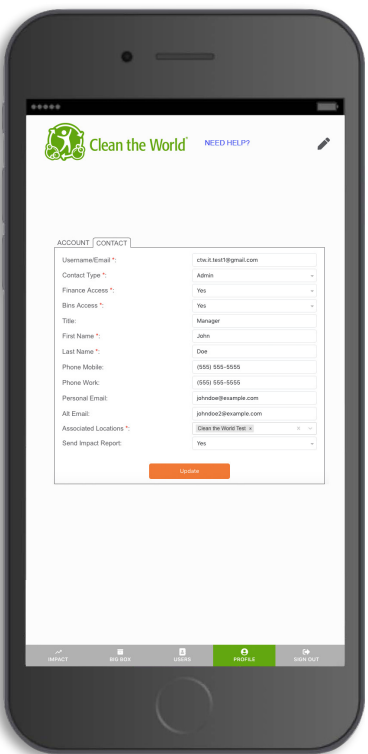 Clean the World
NEED HELP?
ACCOUNT CONTACT
Username/Email *: ctw.it.test1@gmail.com
Contact Type *: Admin
Finance Access *: Yes
Bins Access *: Yes
Title: Manager
First Name *: John
Last Name *: Doe
Phone Mobile: (555) 555-5555
Phone Work: (555) 555-5555
Personal Email: johndoe@example.com
Alt Email: johndoe2@example.com
Associated Locations *: Clean the World Test ×
Send Impact Report: Yes
Update
IMPACT BIG BOX USERS PROFILE SIGN OUT